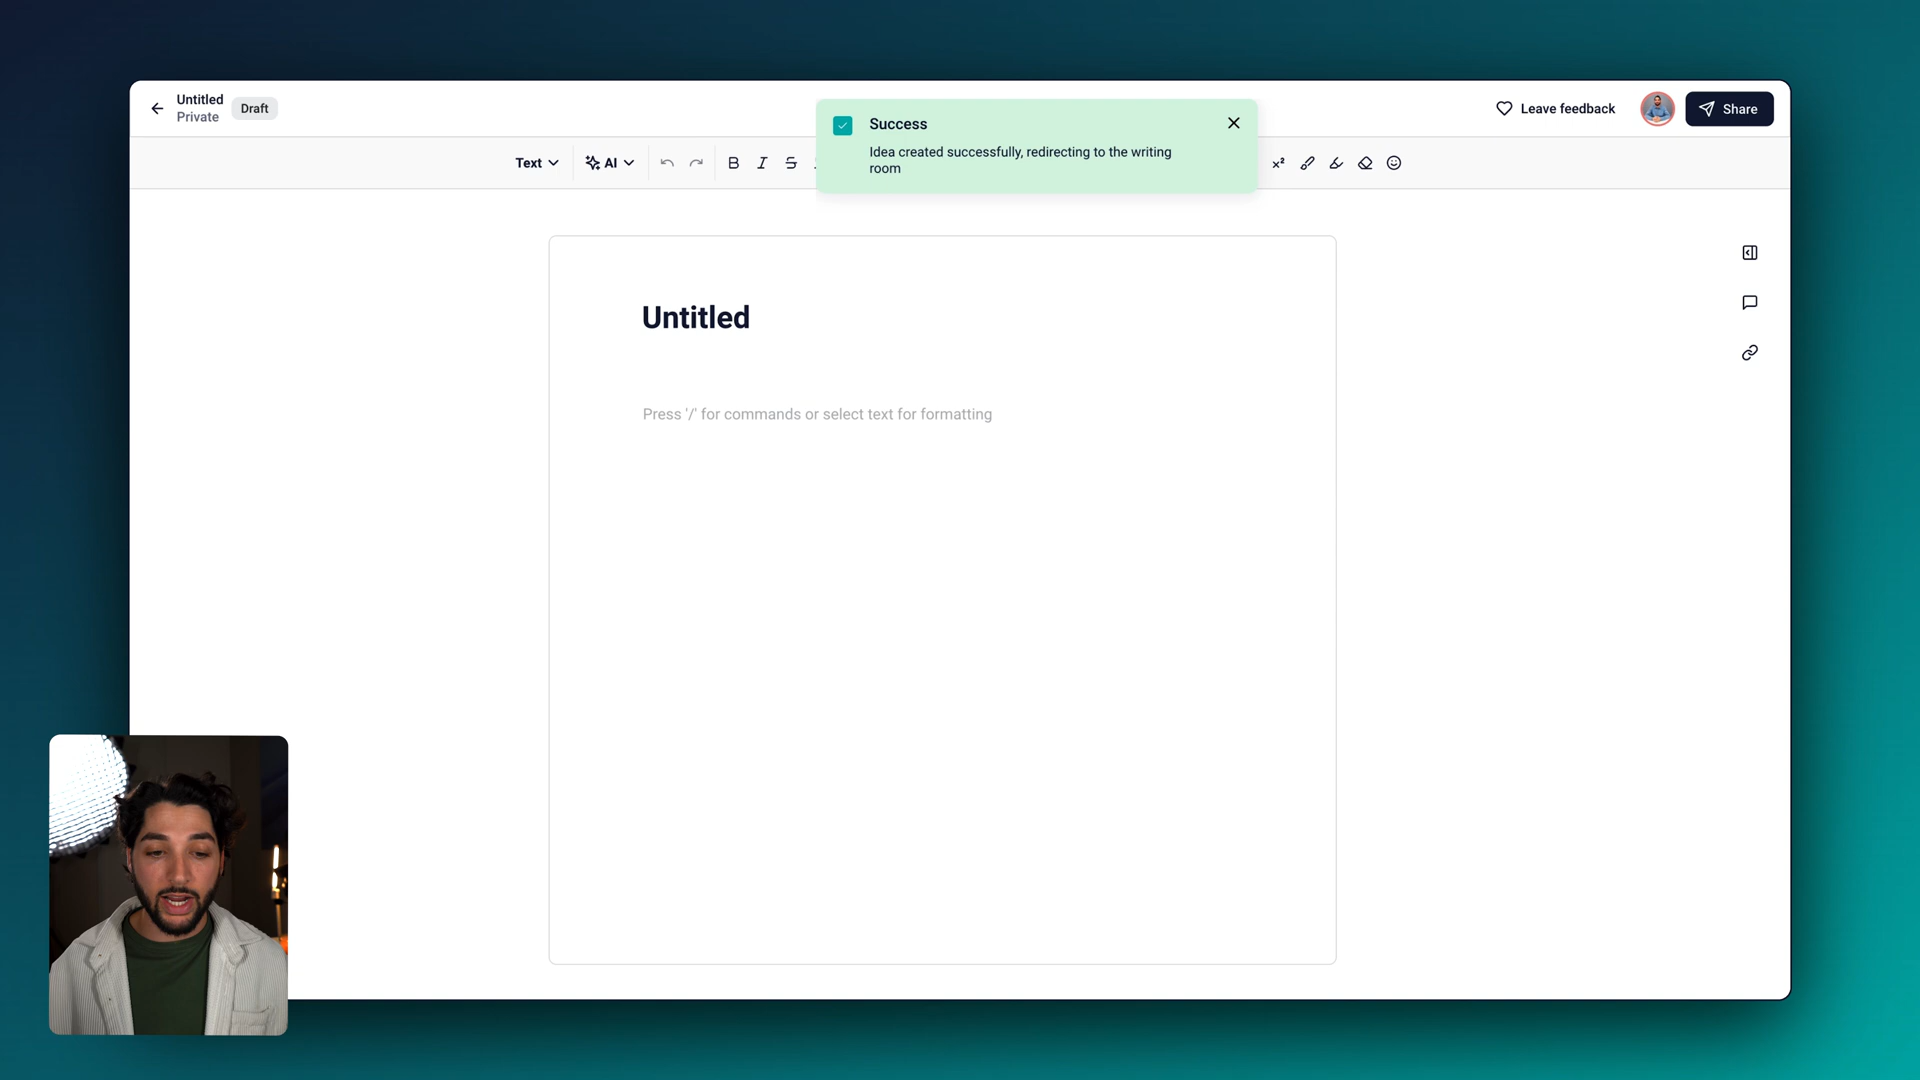 Untitled
Private
Draft
Success
Idea created successfully, redirecting to the writing
room
Leave feedback
Share
Text
AI
B I S
x²
Untitled
Press '/' for commands or select text for formatting